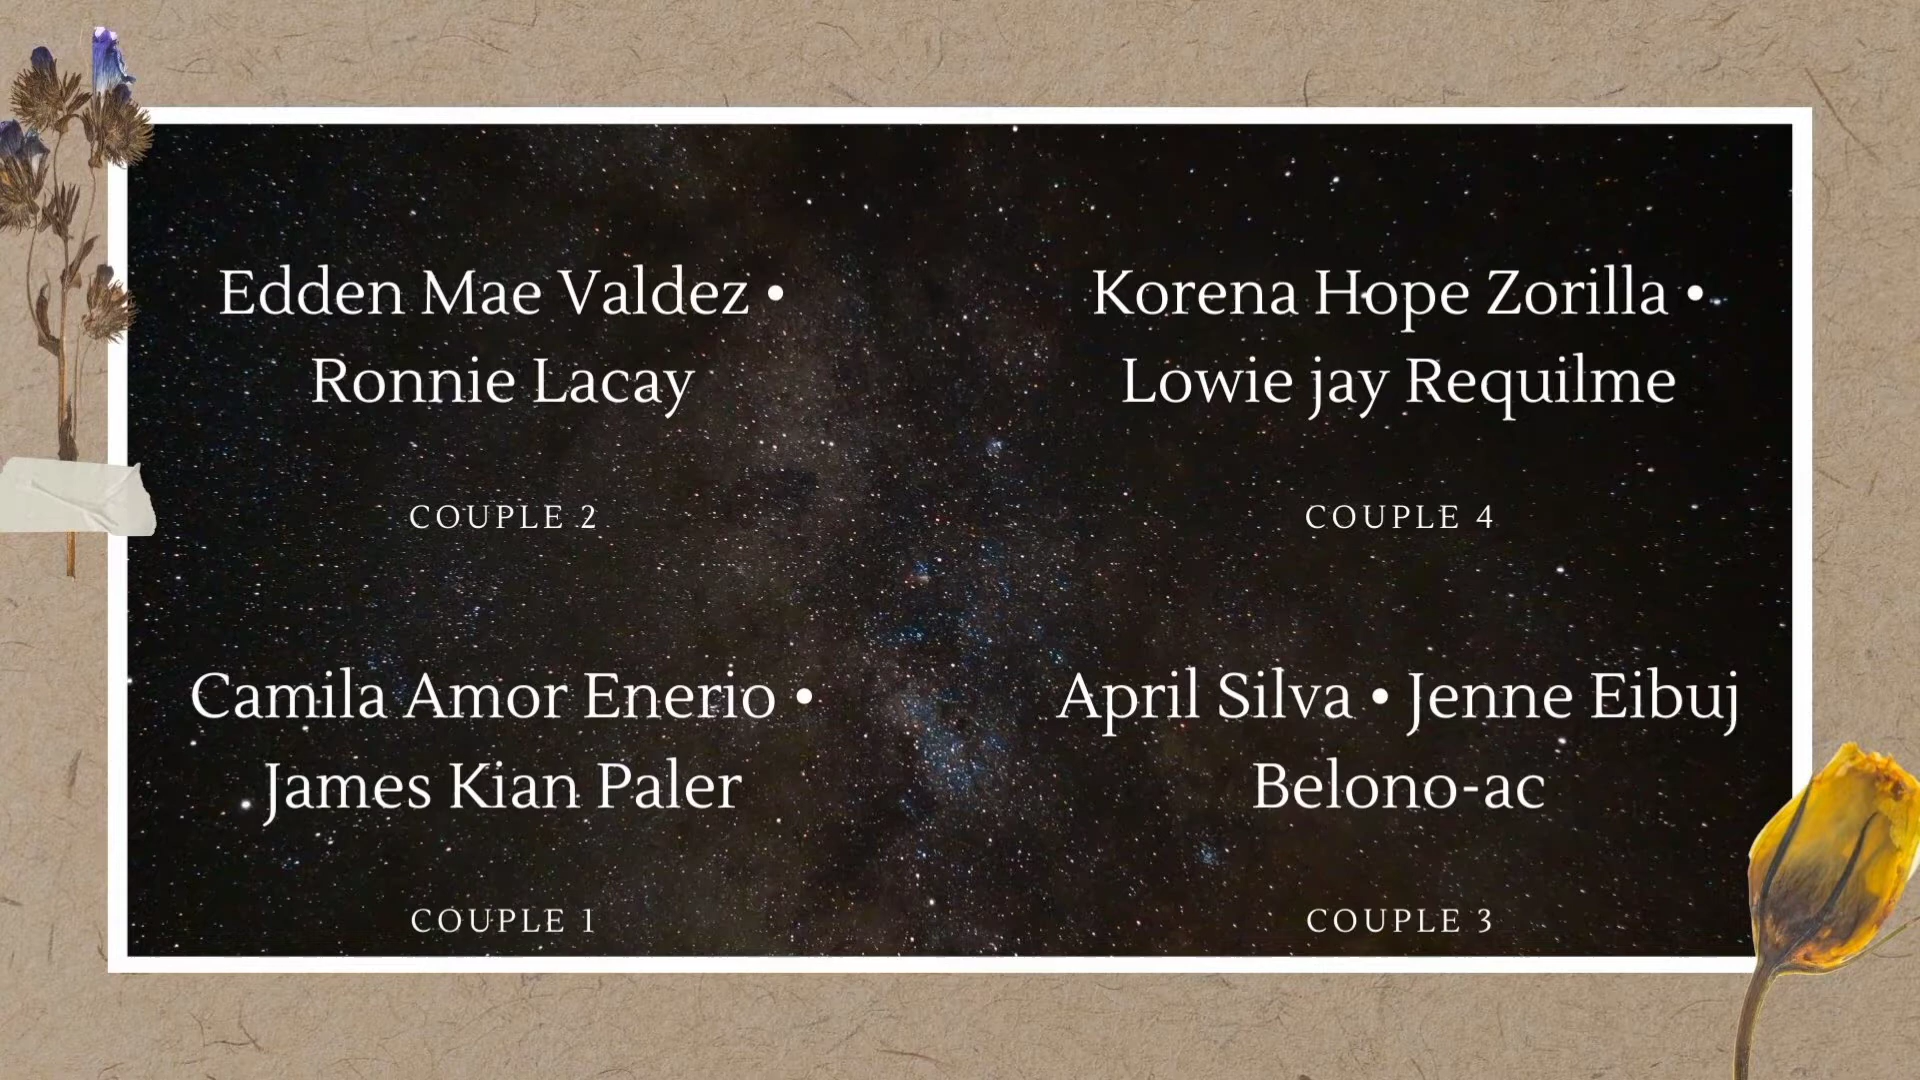 Edden Mae Valdez •
Ronnie Lacay
COUPLE 2
Korena Hope Zorilla •
Lowie jay Requilme
COUPLE 4
Camila Amor Enerio •
James Kian Paler
COUPLE 1
April Silva • Jenne Eibuj
Belono-ac
COUPLE 3